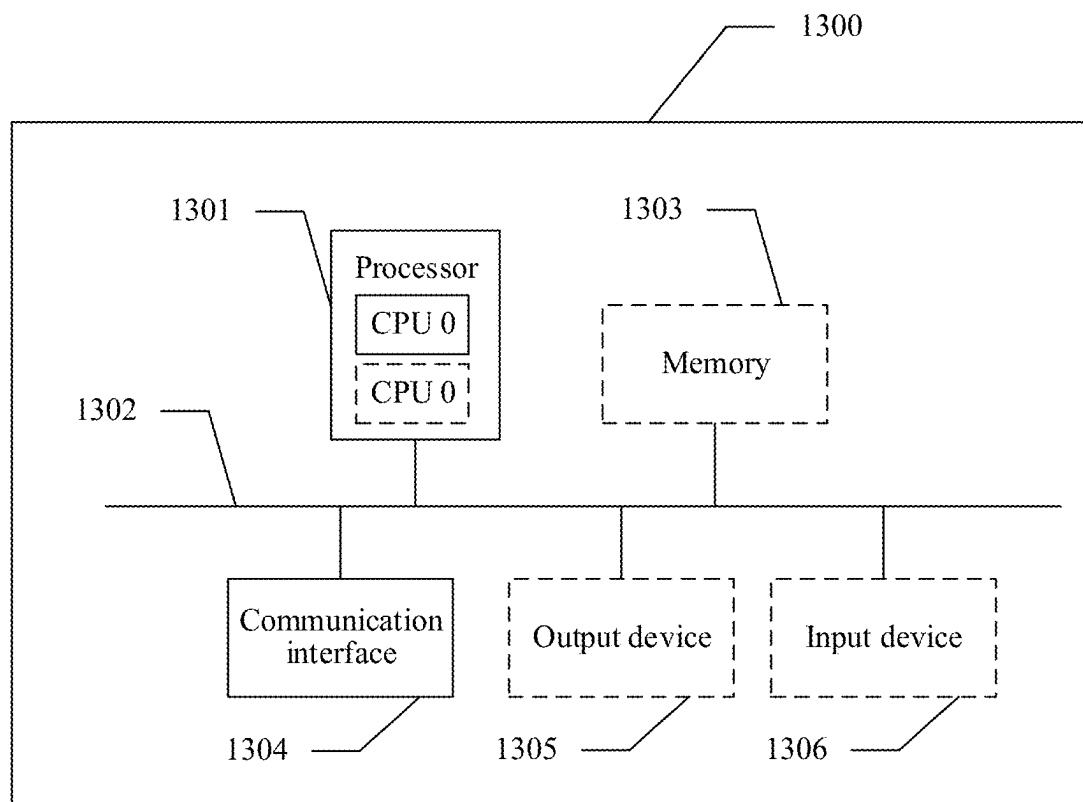 1300
1301
1303
Processor
CPU 0
CPU 0
Memory
1302
Communication
interface
Output device
Input device
1304
1305
1306